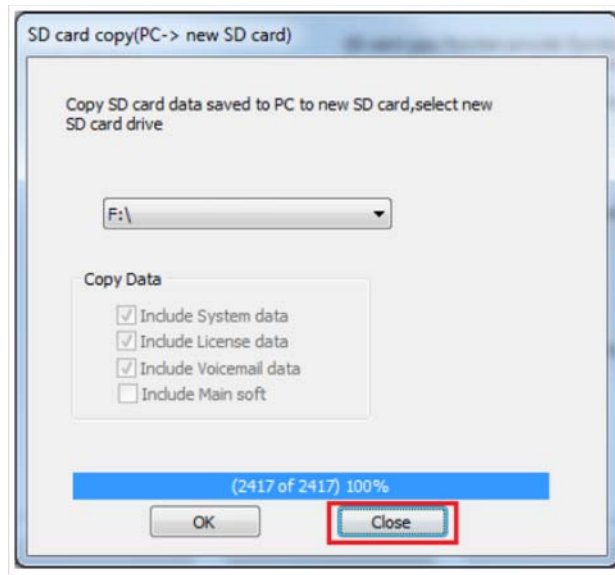 SD card copy(PC-> new SD card)
Copy SD card data saved to PC to new SD card,select new
SD card drive
F:\
Copy Data
Include System data
Include License data
Include Voicemail data
Include Main soft
(2417 of 2417) 100%
OK
Close